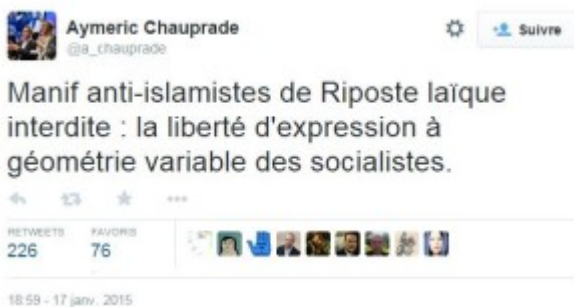 Aymeric Chauprade
@a_chauprade
Suivre
Manif anti-islamistes de Riposte laïque
interdite : la liberté d'expression à
géométrie variable des socialistes.
RETWEETS FAVORIS
226 76
18:59 - 17 janv. 2015